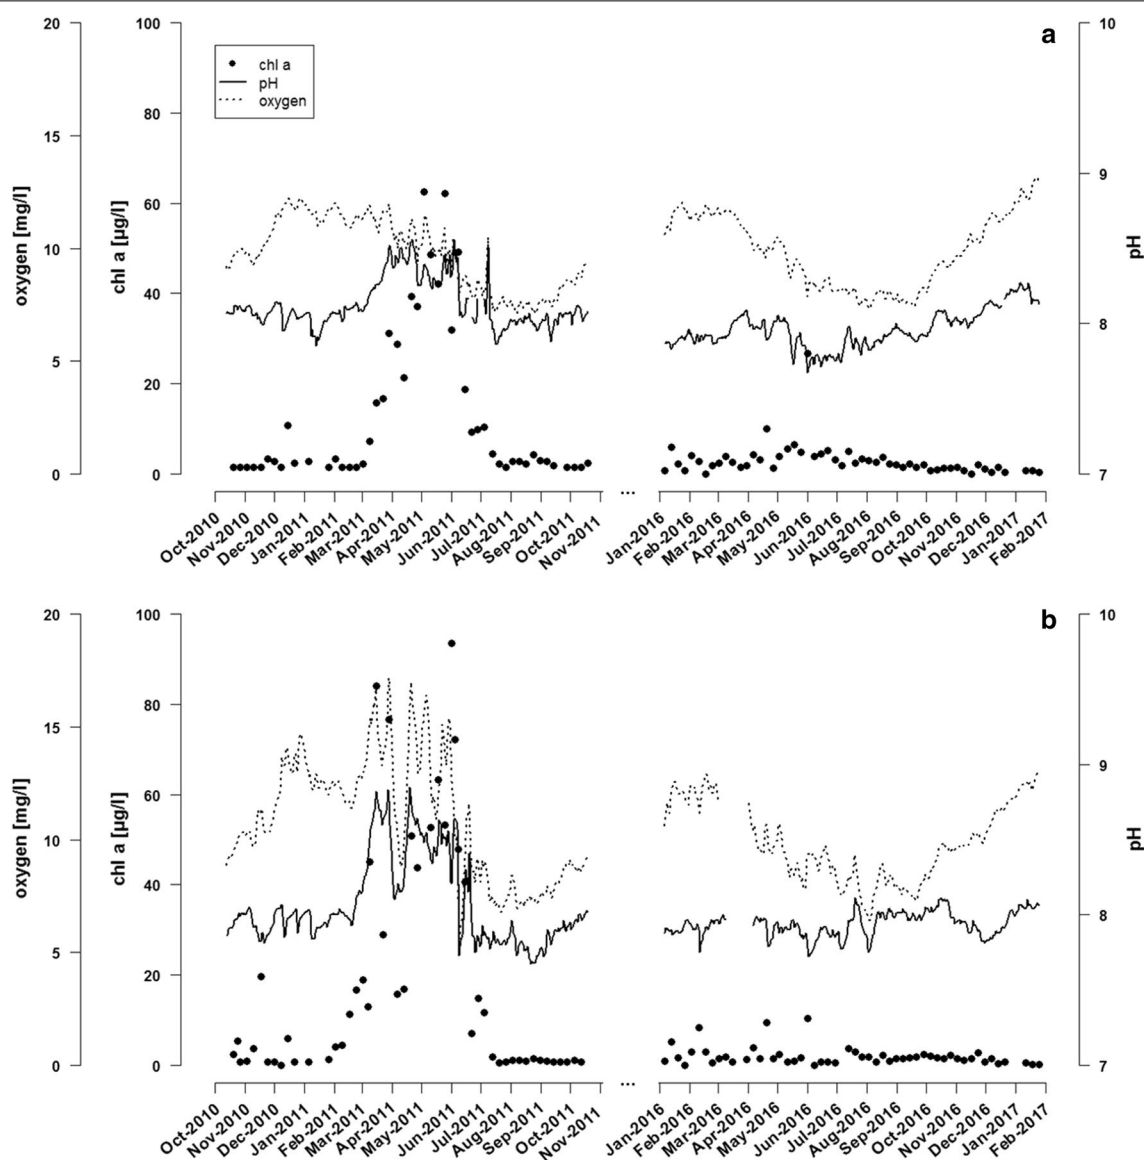 a
20
15
10
5
0
oxygen [mg/l]
100
80
60
40
20
0
chl a [µg/l]
chl a
pH
oxygen
10
9
8
7
pH
Oct-2010
Nov-2010
Dec-2010
Jan-2011
Feb-2011
Mar-2011
Apr-2011
May-2011
Jun-2011
Jul-2011
Aug-2011
Sep-2011
Oct-2011
Nov-2011
...
Jan-2016
Feb-2016
Mar-2016
Apr-2016
May-2016
Jun-2016
Jul-2016
Aug-2016
Sep-2016
Oct-2016
Nov-2016
Dec-2016
Jan-2017
Feb-2017
b
20
15
10
5
0
oxygen [mg/l]
100
80
60
40
20
0
chl a [µg/l]
10
9
8
7
pH
Oct-2010
Nov-2010
Dec-2010
Jan-2011
Feb-2011
Mar-2011
Apr-2011
May-2011
Jun-2011
Jul-2011
Aug-2011
Sep-2011
Oct-2011
Nov-2011
...
Jan-2016
Feb-2016
Mar-2016
Apr-2016
May-2016
Jun-2016
Jul-2016
Aug-2016
Sep-2016
Oct-2016
Nov-2016
Dec-2016
Jan-2017
Feb-2017